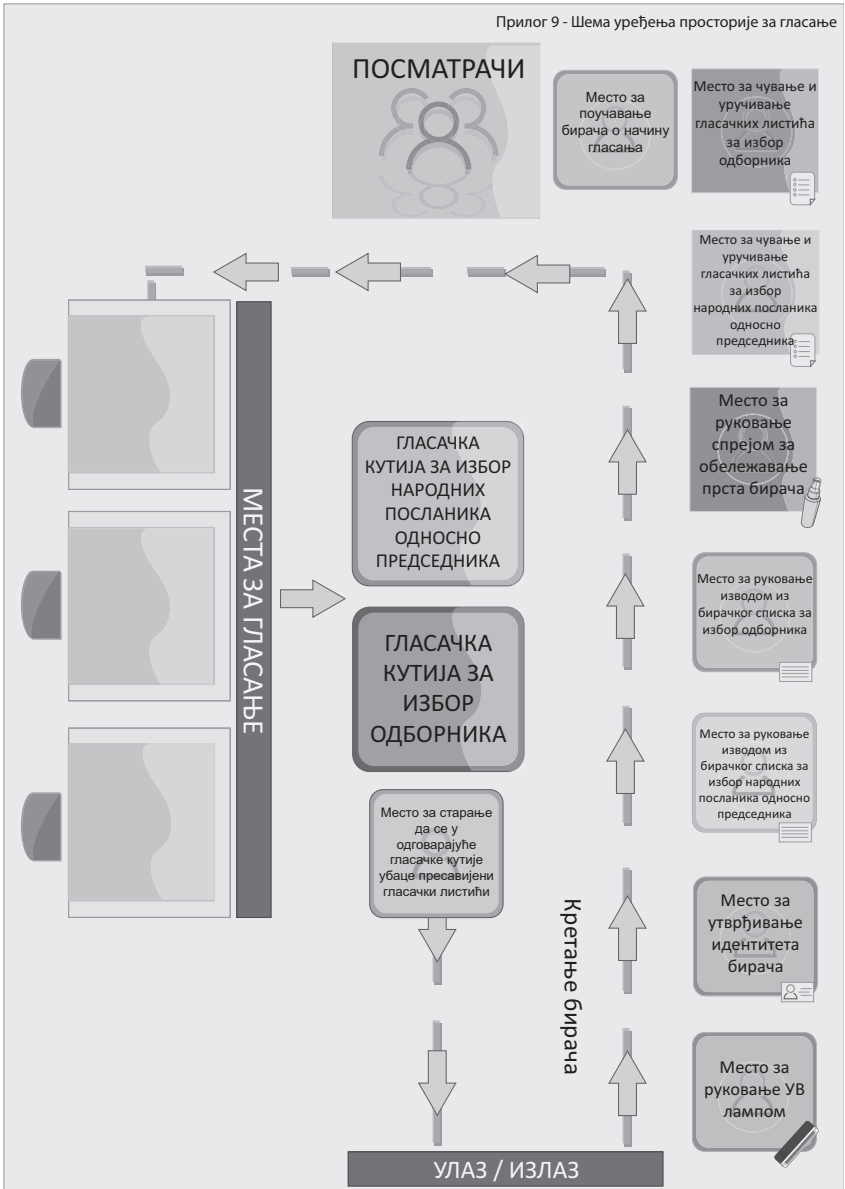 Прилог 9 - Шема уређења просторије за гласање
ПОСМАТРАЧИ
Место за
поучавање
бирача о начину
гласања
Место за чување и
уручивање
гласачких листића
за избор
одборника
Место за чување и
уручивање
гласачких листића
за избор
народних посланика
односно
председника
Место за
руковање
спрејом за
обележавање
прста бирача
МЕСТА ЗА ГЛАСАЊЕ
ГЛАСАЧКА
КУТИЈА ЗА ИЗБОР
НАРОДНИХ
ПОСЛАНИКА
ОДНОСНО
ПРЕДСЕДНИКА
Место за руковање
изводом из
бирачког списка за
избор одборника
ГЛАСАЧКА
КУТИЈА ЗА
ИЗБОР
ОДБОРНИКА
Место за руковање
изводом из
бирачког списка за
избор народних
посланика односно
председника
Место за старање
да се у
одговарајуће
гласачке кутије
убаце пресавијени
гласачки листићи
Кретање бирача
Место за
утврђивање
идентитета
бирача
Место за
руковање УВ
лампом
УЛАЗ / ИЗЛАЗ